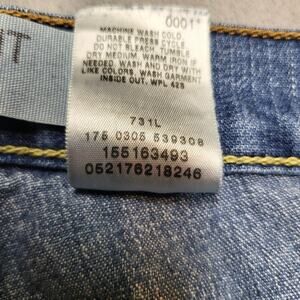 0001*
MACHINE WASH COLD,
DURABLE PRESS CYCLE.
DO NOT BLEACH. TUMBLE
DRY MEDIUM. WARM IRON IF
NEEDED. WASH AND DRY WITH
LIKE COLORS. WASH GARMENT
INSIDE OUT. WPL 423
731L
175 0305 539308
155163493
052176218246